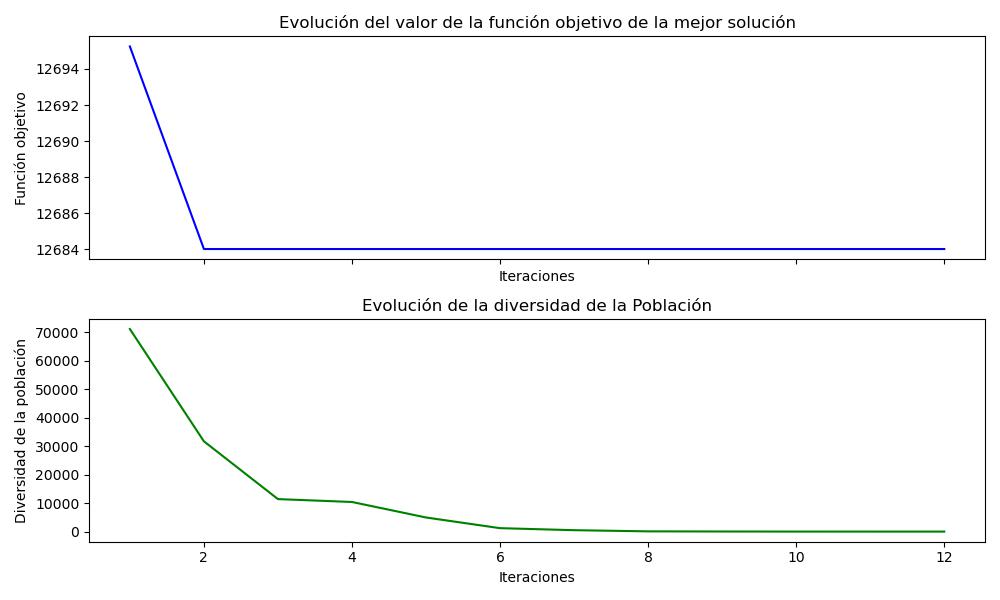 Evolución del valor de la función objetivo de la mejor solución
Función objetivo
12694
12692
12690
12688
12686
12684
Iteraciones
Evolución de la diversidad de la Población
Diversidad de la población
70000
60000
50000
40000
30000
20000
10000
0
2 4 6 8 10 12
Iteraciones